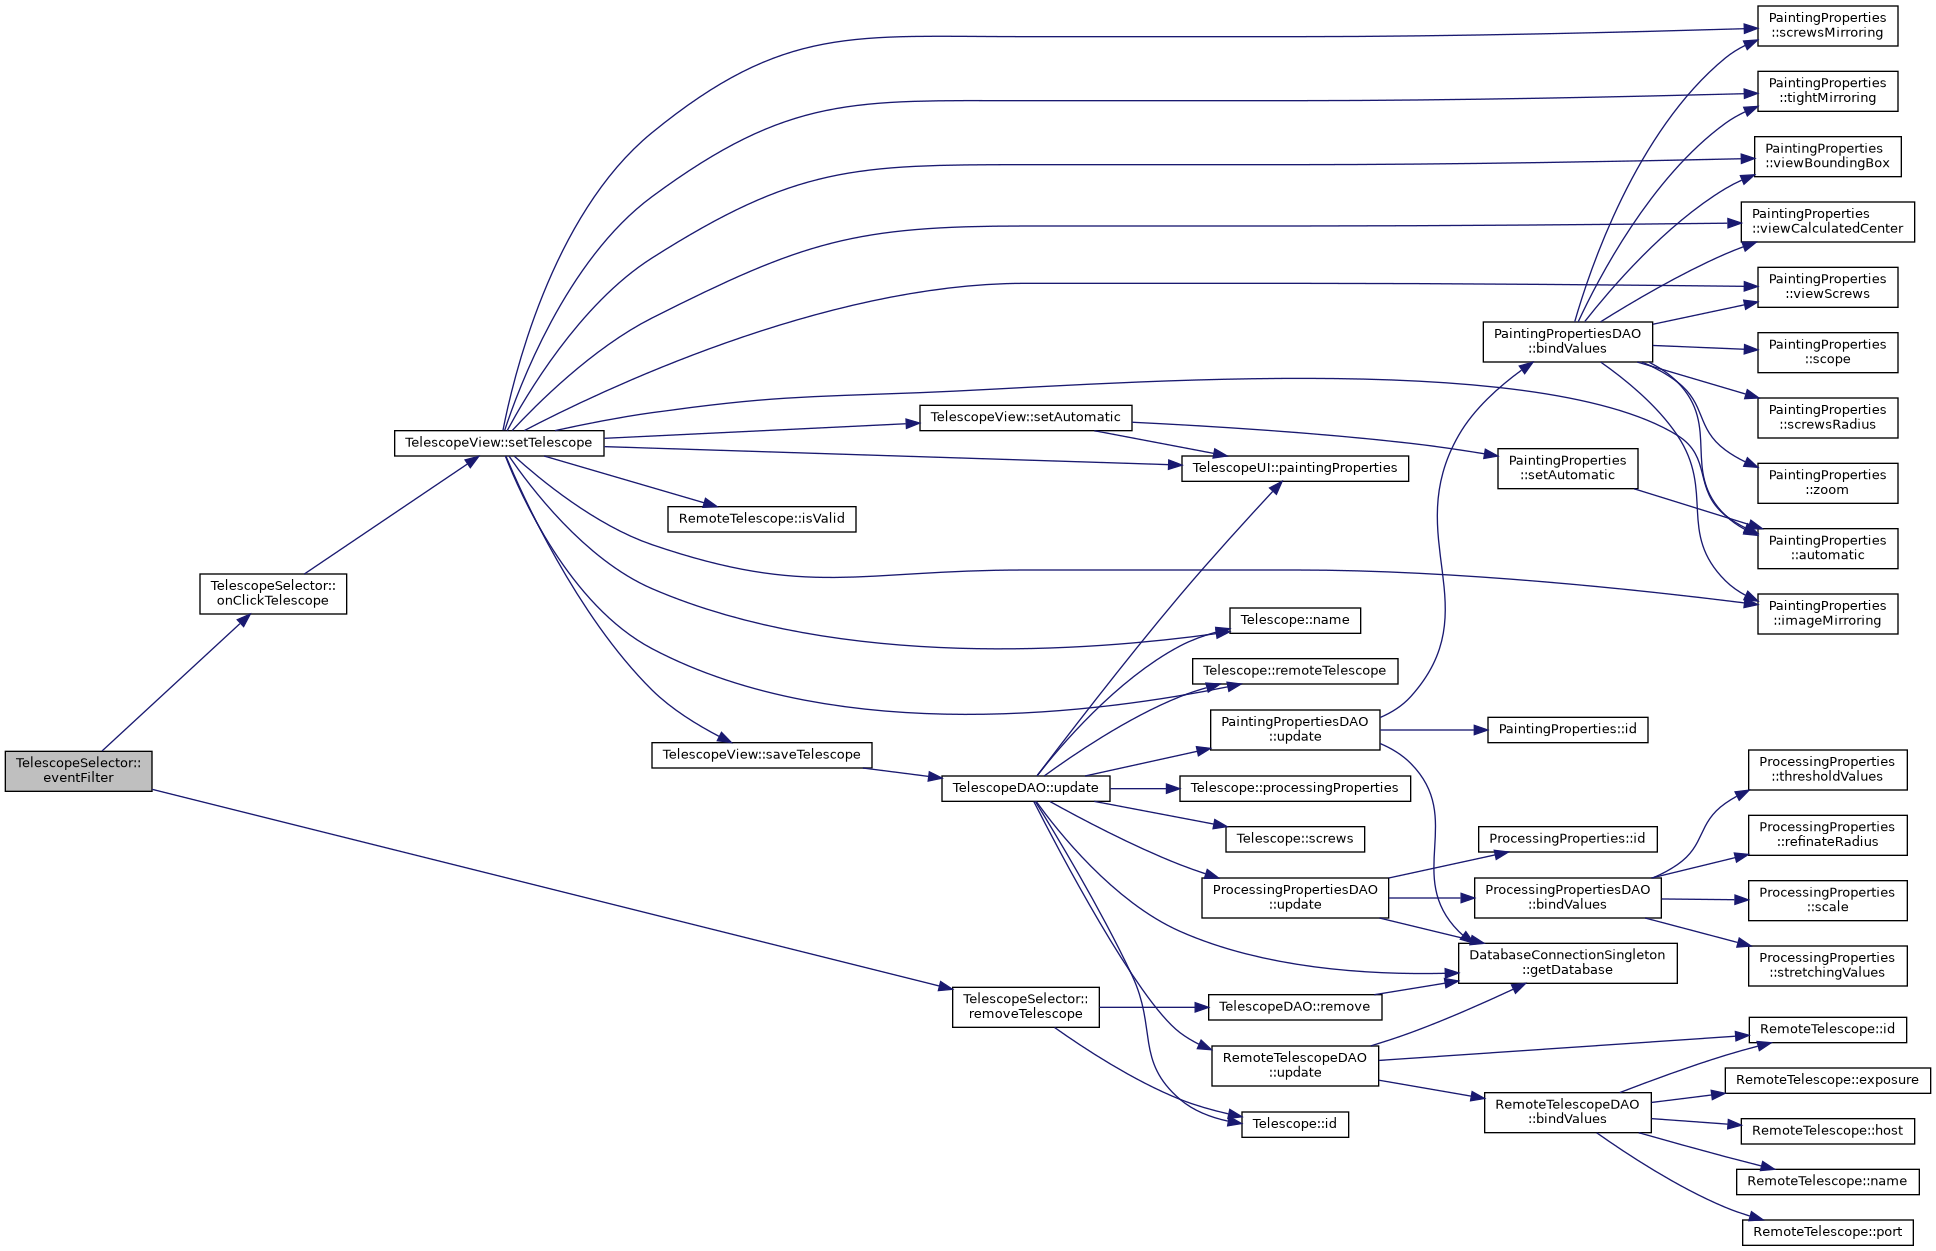 TelescopeSelector::
eventFilter
TelescopeSelector::
onClickTelescope
TelescopeView::setTelescope
RemoteTelescope::isValid
TelescopeView::saveTelescope
TelescopeView::setAutomatic
TelescopeDAO::update
TelescopeSelector::
removeTelescope
TelescopeUI::paintingProperties
Telescope::name
Telescope::remoteTelescope
PaintingPropertiesDAO
::update
Telescope::processingProperties
Telescope::screws
ProcessingPropertiesDAO
::update
TelescopeDAO::remove
RemoteTelescopeDAO
::update
Telescope::id
PaintingPropertiesDAO
::bindValues
PaintingProperties
::setAutomatic
PaintingProperties::id
ProcessingProperties::id
ProcessingPropertiesDAO
::bindValues
DatabaseConnectionSingleton
::getDatabase
RemoteTelescopeDAO
::bindValues
PaintingProperties
::screwsMirroring
PaintingProperties
::tightMirroring
PaintingProperties
::viewBoundingBox
PaintingProperties
::viewCalculatedCenter
PaintingProperties
::viewScrews
PaintingProperties
::scope
PaintingProperties
::screwsRadius
PaintingProperties
::zoom
PaintingProperties
::automatic
PaintingProperties
::imageMirroring
ProcessingProperties
::thresholdValues
ProcessingProperties
::refinateRadius
ProcessingProperties
::scale
ProcessingProperties
::stretchingValues
RemoteTelescope::id
RemoteTelescope::exposure
RemoteTelescope::host
RemoteTelescope::name
RemoteTelescope::port